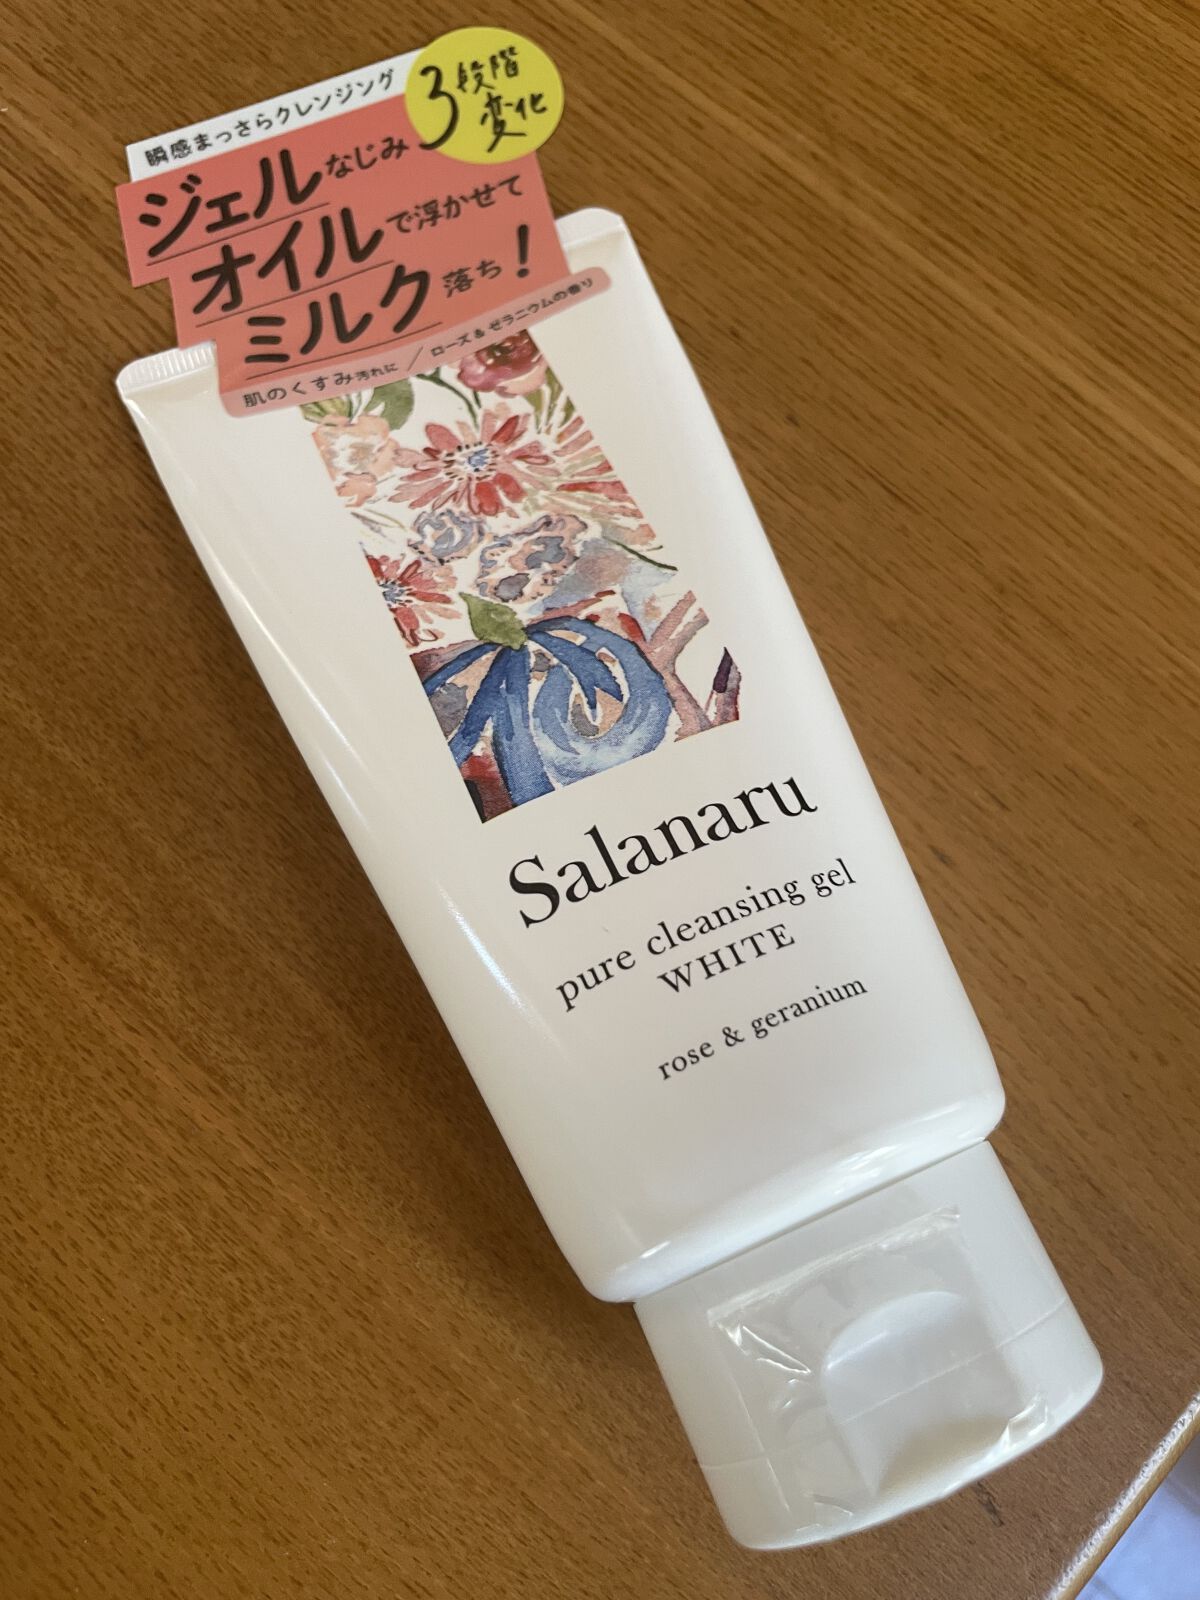 瞬感まっさらクレンジング
3段階
変化
ジェルなじみ
オイルで浮かせて
ミルク落ち!
肌のくすみ汚れに/ローズ&ゼラニウムの香り
Salanaru
pure cleansing gel
WHITE
rose & geranium